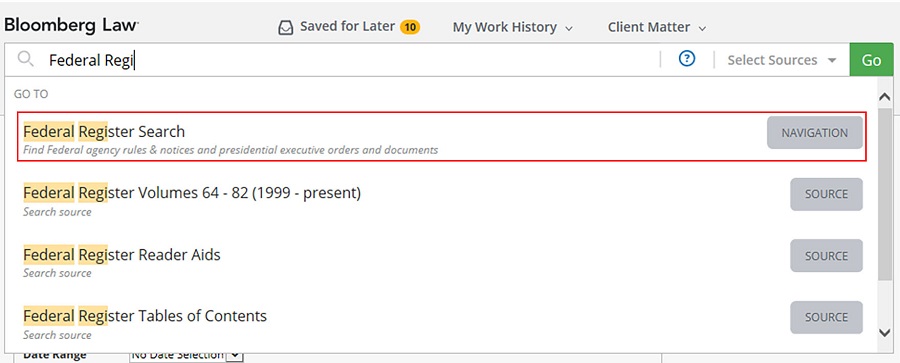 Bloomberg Law Saved for Later 10 My Work History Client Matter
Federal Regi ? Select Sources Go
GO TO
Federal Register Search NAVIGATION
Find Federal agency rules & notices and presidential executive orders and documents
Federal Register Volumes 64 - 82 (1999 - present) SOURCE
Search source
Federal Register Reader Aids SOURCE
Search source
Federal Register Tables of Contents SOURCE
Search source
Date Range No Date Selection